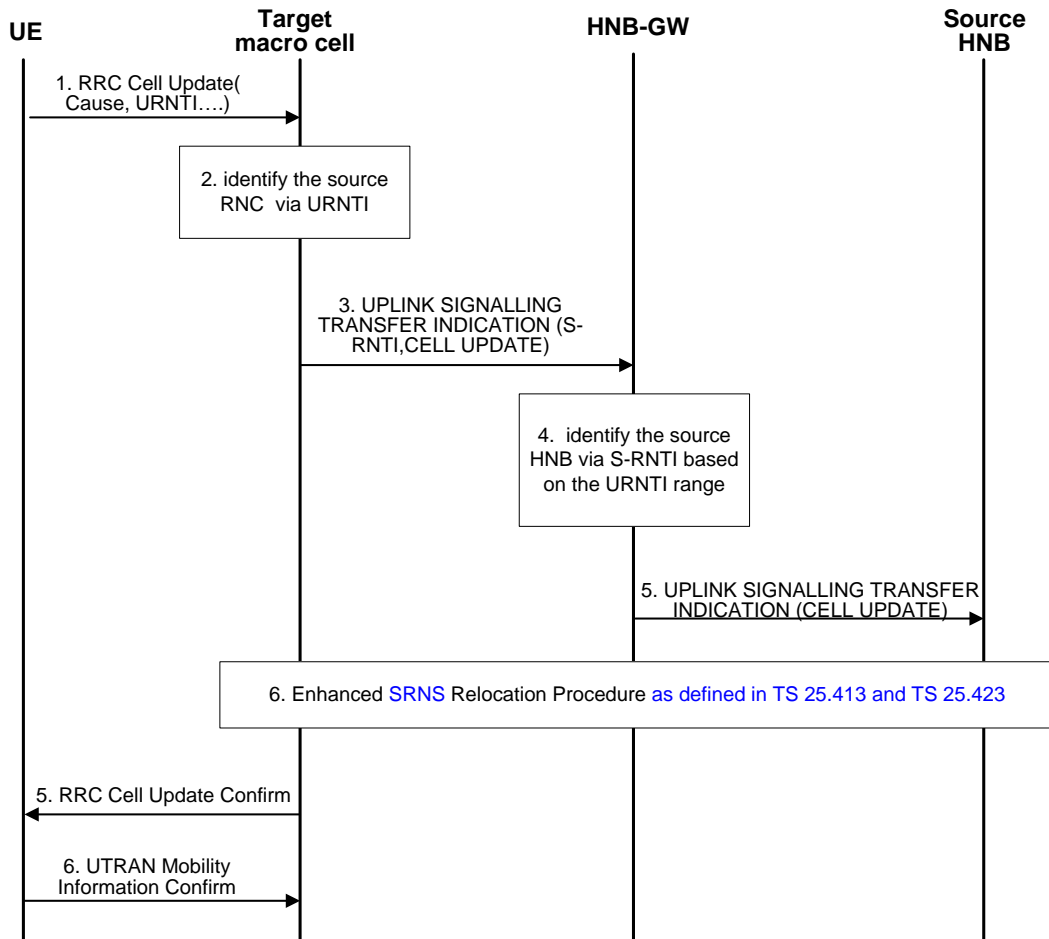 UE
Target
macro cell
HNB-GW
Source
HNB
1. RRC Cell Update(
Cause, URNTI….)
2. identify the source
RNC  via URNTI
3. UPLINK SIGNALLING
TRANSFER INDICATION (S-
RNTI,CELL UPDATE)
4.  identify the source
HNB via S-RNTI based
on the URNTI range
5. UPLINK SIGNALLING TRANSFER
INDICATION (CELL UPDATE)
6. Enhanced SRNS Relocation Procedure as defined in TS 25.413 and TS 25.423
5. RRC Cell Update Confirm
6. UTRAN Mobility
Information Confirm